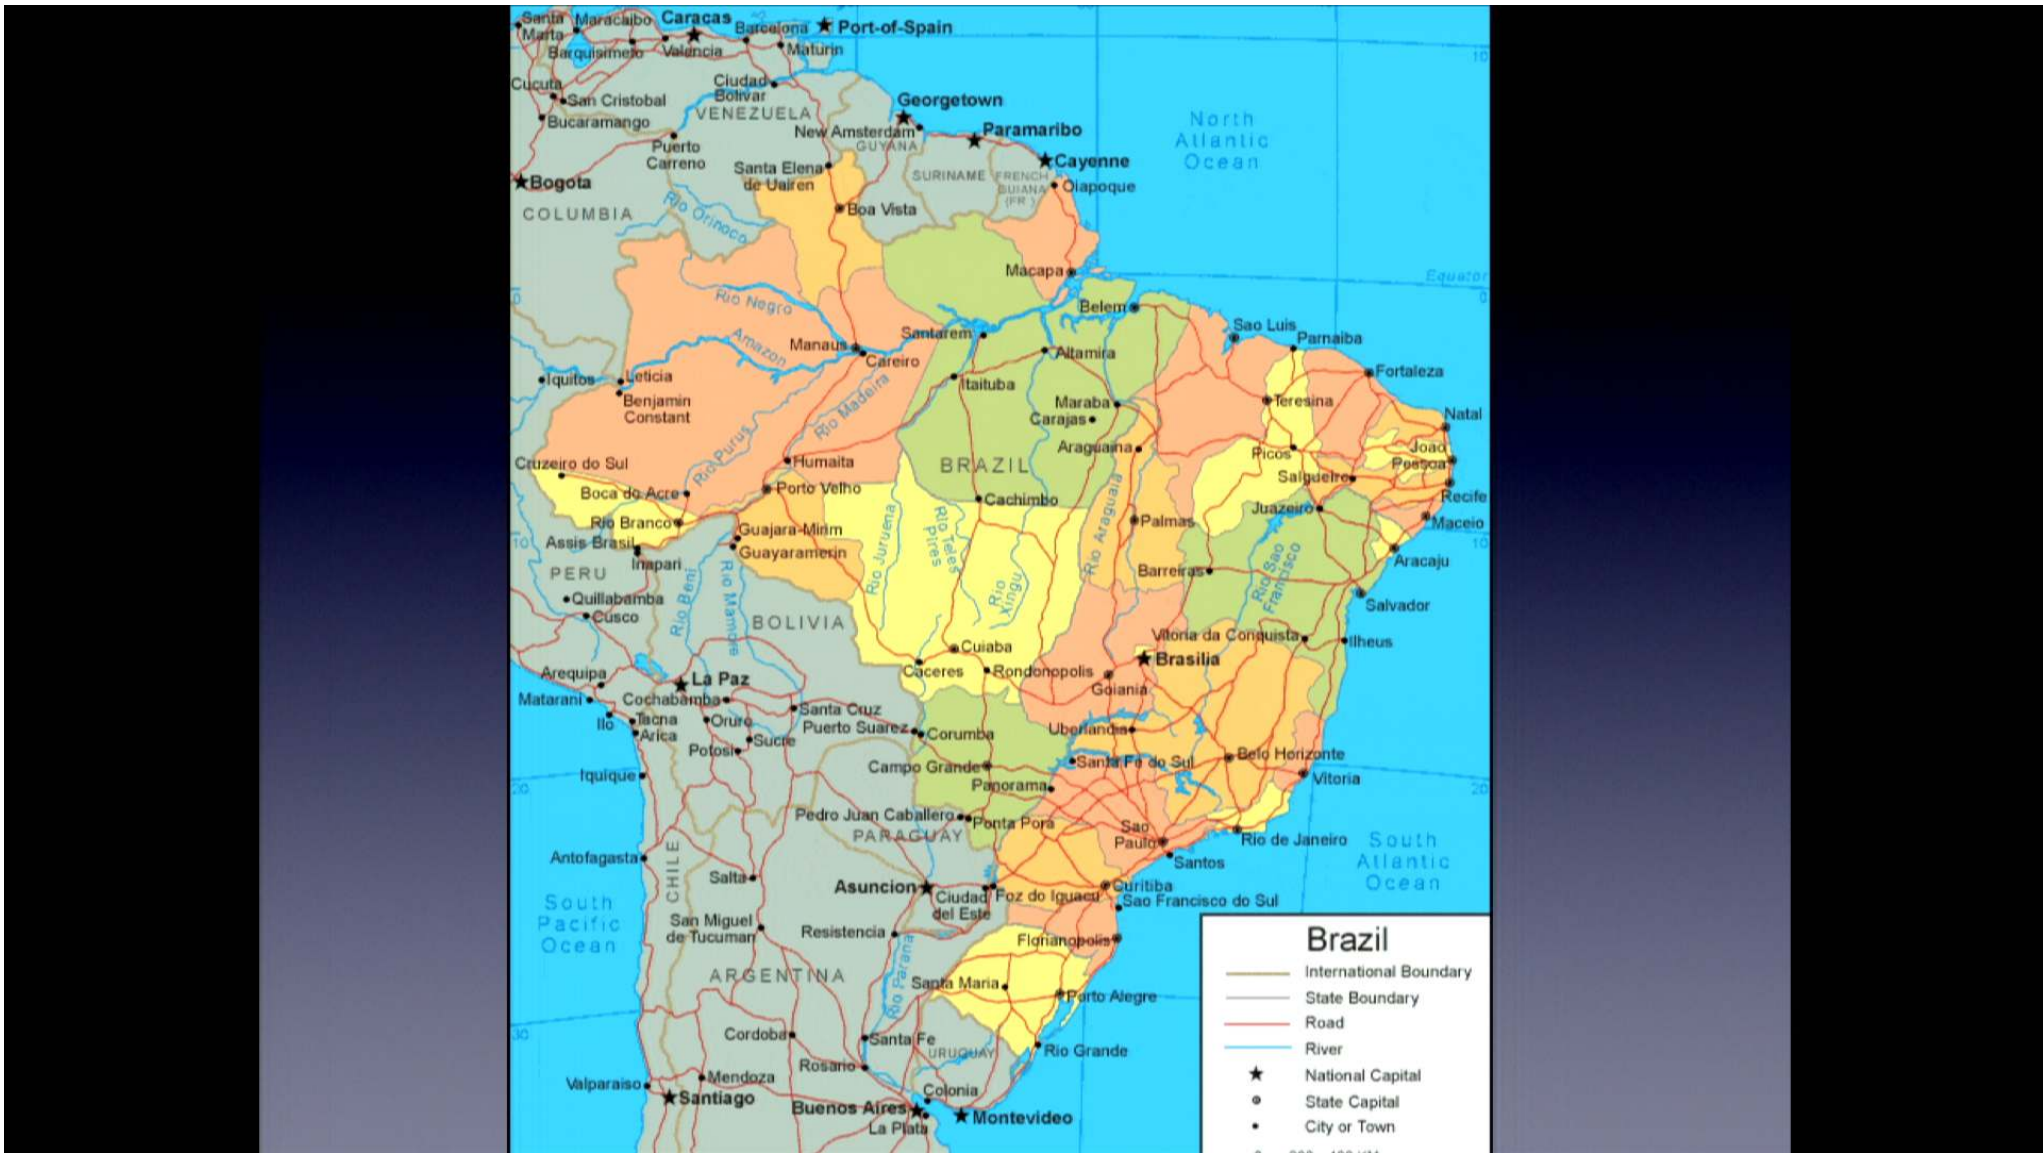 Santa
Marta
Maracaibo
Caracas
Barcelona
Port-of-Spain
Barquisimeto
Valencia
Maturin
10
Cucuta
San Cristobal
Ciudad
Bolivar
VENEZUELA
Bucaramango
Georgetown
New Amsterdam
GUYANA
Paramaribo
North
Atlantic
Ocean
Puerto
Carreno
Santa Elena
de Uairen
Cayenne
SURINAME
FRENCH
GUIANA
(FR.)
Oiapoque
Bogota
COLUMBIA
Rio Orinoco
Boa Vista
Macapa
Equator
0
Rio Negro
Belem
Amazon
Manaus
Careiro
Santarem
Altamira
Sao Luis
Parnaiba
Iquitos
Leticia
Benjamin
Constant
Itaituba
Fortaleza
Rio Madeira
Maraba
Carajas
Teresina
Natal
Rio Purus
Araguaina
Picos
Joao
Pessoa
Cruzeiro do Sul
Humaita
BRAZIL
Salgueiro
Boca do Acre
Porto Velho
Cachimbo
Recife
Rio Branco
Guajara-Mirim
Rio Juruena
Rio Teles
Pires
Rio
Xingu
Rio Araguaia
Palmas
Juazeiro
Maceio
10
10
Assis Brasil
Guayaramerin
Inapari
Barreiras
Rio Sao
Francisco
Aracaju
PERU
Rio Beni
Rio Mamore
Quillabamba
Cusco
BOLIVIA
Salvador
Cuiaba
Vitoria da Conquista
Ilheus
Caceres
Rondonopolis
Brasilia
Goiania
Arequipa
La Paz
Matarani
Cochabamba
Santa Cruz
Ilo
Tacna
Arica
Oruro
Puerto Suarez
Corumba
Uberlandia
Potosi
Sucre
Belo Horizonte
Iquique
Campo Grande
Santa Fe do Sul
Vitoria
20
20
Panorama
Pedro Juan Caballero
Ponta Pora
PARAGUAY
Sao
Paulo
Rio de Janeiro
Santos
Antofagasta
CHILE
Salta
South
Atlantic
Ocean
Asuncion
Ciudad
del Este
Foz do Iguacu
Curitiba
Sao Francisco do Sul
South
Pacific
Ocean
San Miguel
de Tucuman
Resistencia
Florianopolis
ARGENTINA
Rio Parana
Santa Maria
Porto Alegre
30
Cordoba
Santa Fe
URUGUAY
Rio Grande
Rosario
Valparaiso
Mendoza
Santiago
Colonia
Buenos Aires
La Plata
Montevideo
Brazil
International Boundary
State Boundary
Road
River
National Capital
State Capital
City or Town